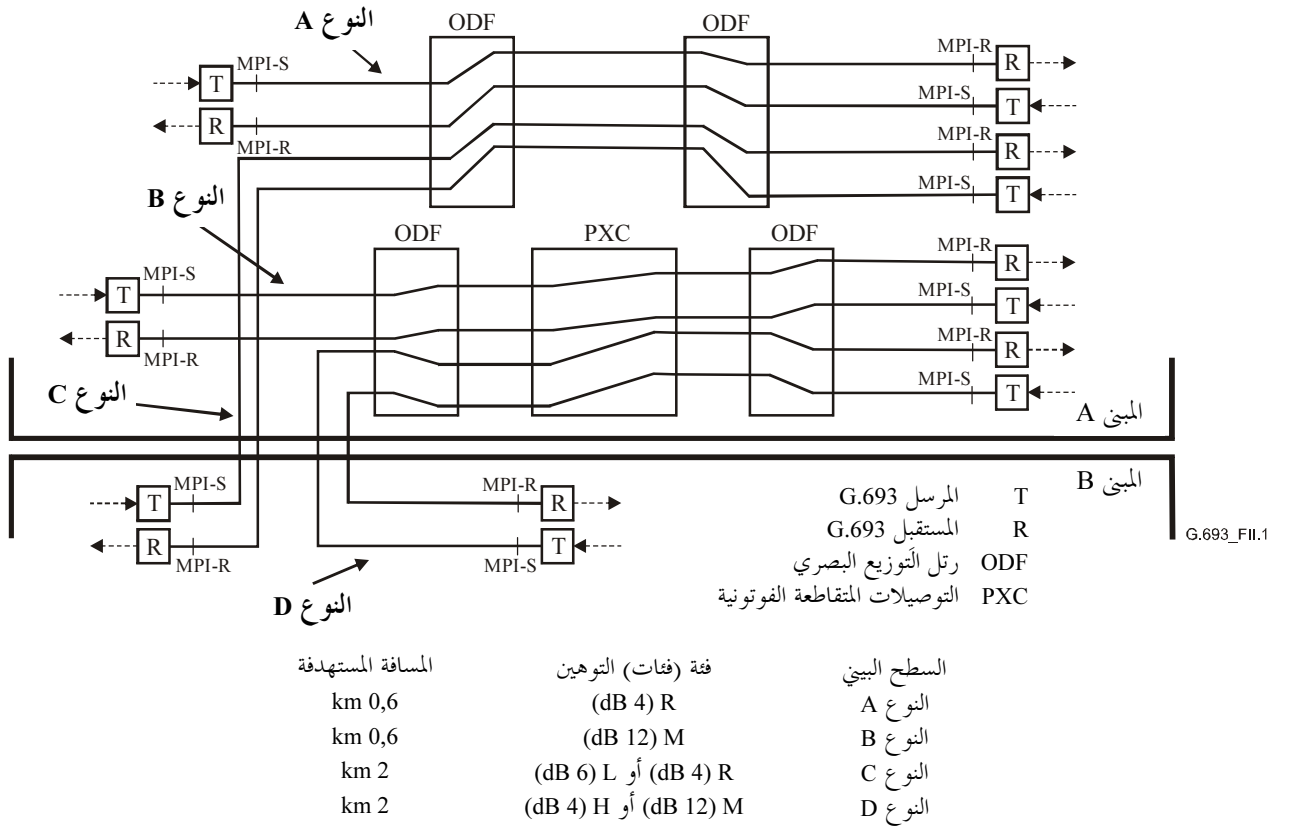 النوع A
ODF
ODF
MPI-S
T
R
MPI-R
MPI-R
R
MPI-S
T
MPI-R
R
MPI-S
T
النوع B
ODF
PXC
ODF
MPI-S
T
R
MPI-R
MPI-R
R
MPI-S
T
MPI-R
R
MPI-S
T
النوع C
المبنى A
المبنى B
MPI-S
T
R
MPI-R
MPI-R
R
T
MPI-S
النوع D
T المرسل G.693
R المستقبل G.693
ODF رتل التَوزيع البصري
PXC التوصيلات المتقاطعة الفوتونية
G.693_FII.1
السطح البيني فئة (فئات) التوهين المسافة المستهدفة
النوع A R (4 dB) 0,6 km
النوع B M (12 dB) 0,6 km
النوع C R (4 dB) أو L (6 dB) 2 km
النوع D M (12 dB) أو H (4 dB) 2 km